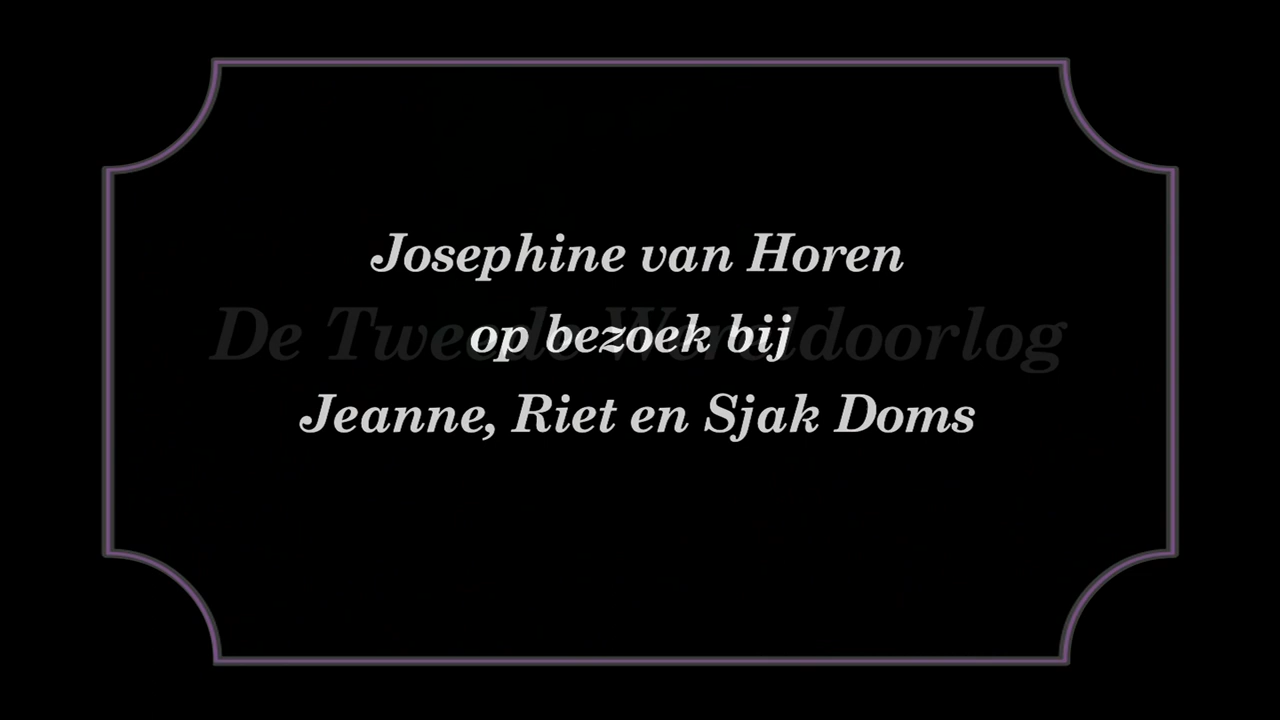 Josephine van Horen
De Tweede Wereldoorlog
op bezoek bij
Jeanne, Riet en Sjak Doms